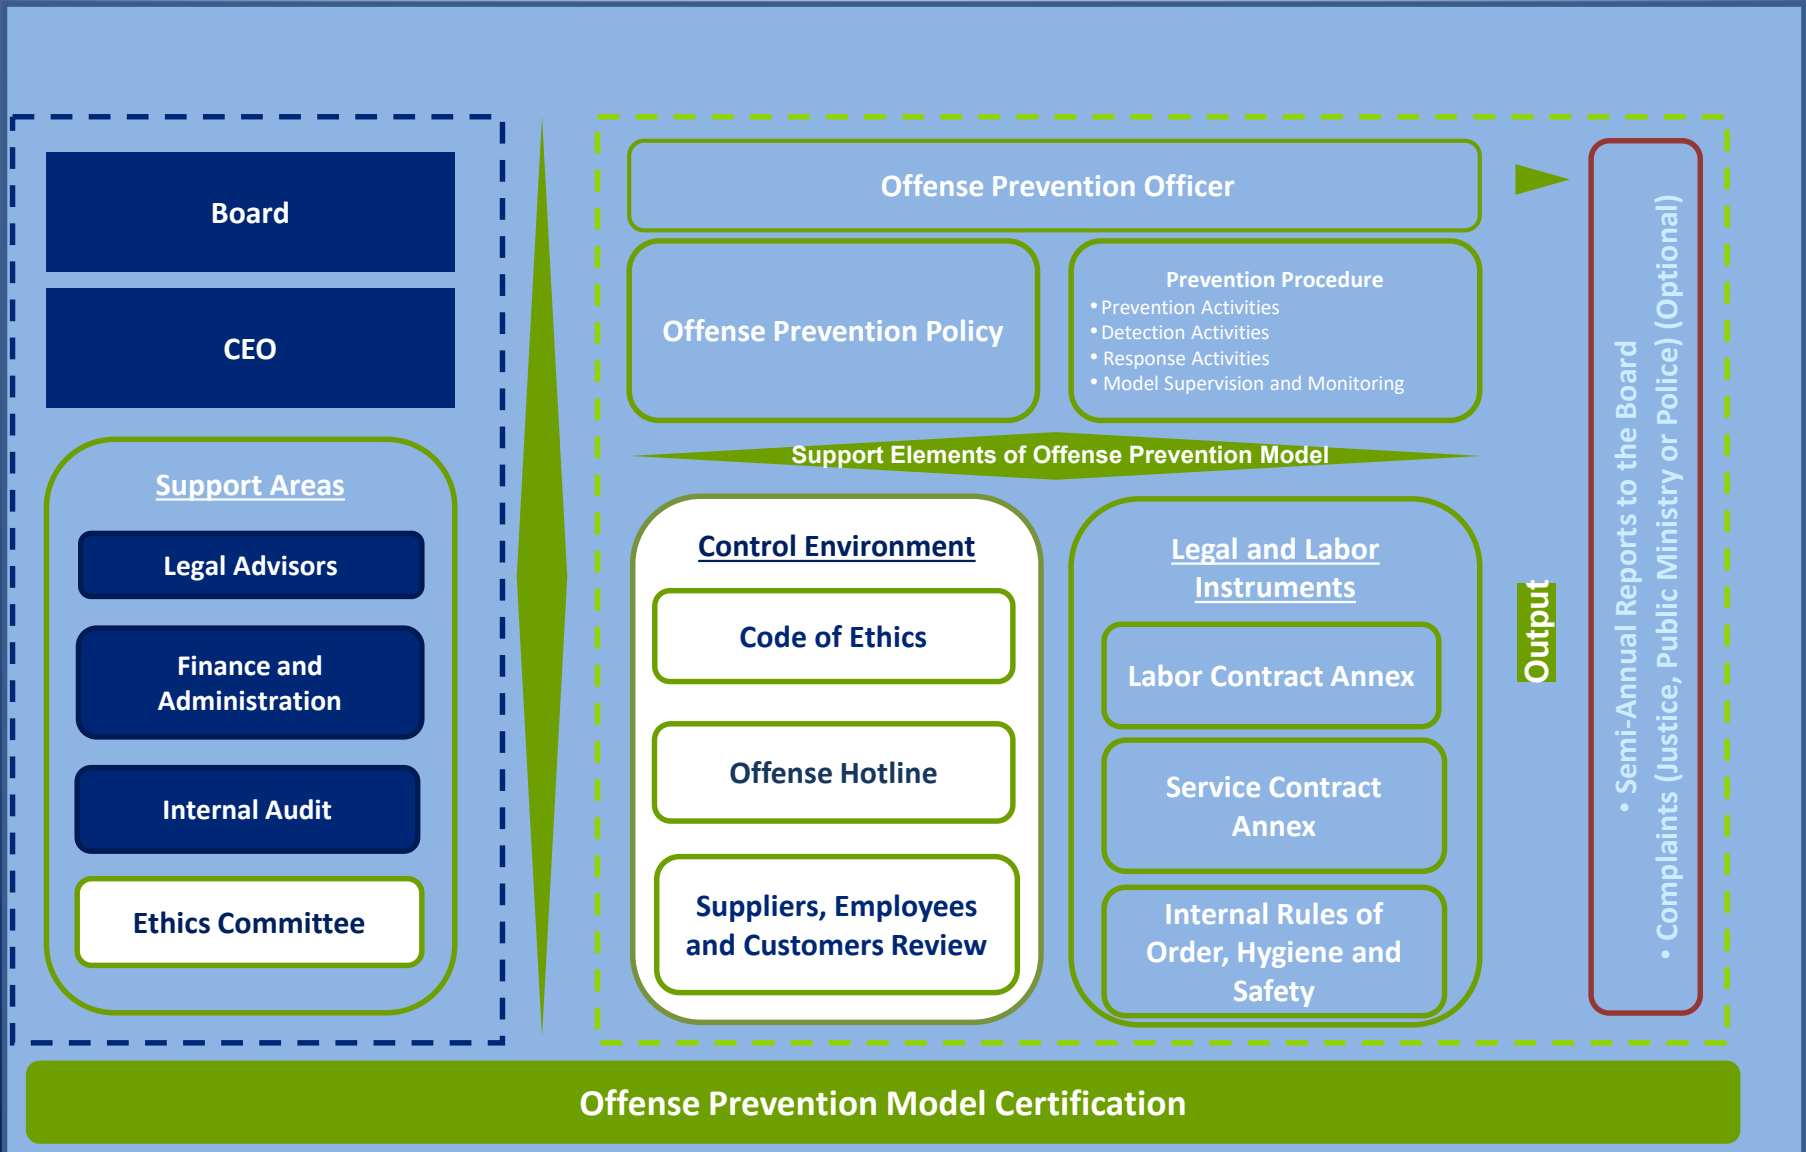 Board
CEO
Support Areas
Legal Advisors
Finance and
Administration
Internal Audit
Ethics Committee
Offense Prevention Officer
Offense Prevention Policy
Prevention Procedure
• Prevention Activities
• Detection Activities
• Response Activities
• Model Supervision and Monitoring
Support Elements of Offense Prevention Model
Control Environment
Code of Ethics
Offense Hotline
Suppliers, Employees
and Customers Review
Legal and Labor
Instruments
Labor Contract Annex
Service Contract
Annex
Internal Rules of
Order, Hygiene and
Safety
Output
• Semi-Annual Reports to the Board
• Complaints (Justice, Public Ministry or Police) (Optional)
Offense Prevention Model Certification